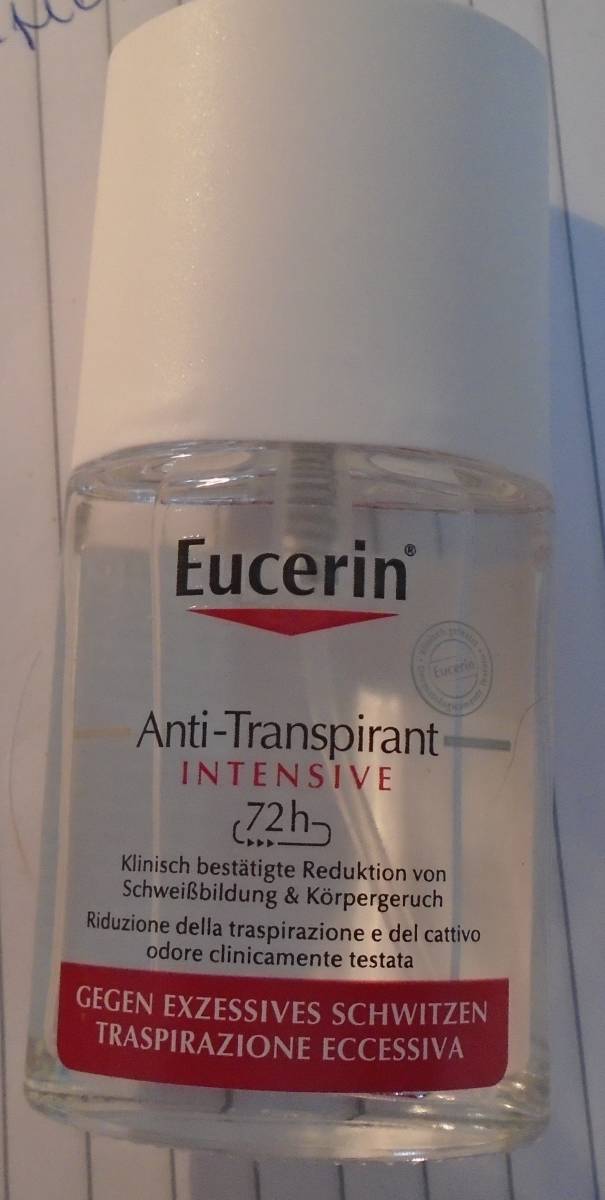 Eucerin®
Eucerin
Anti-Transpirant
INTENSIVE
72h
Klinisch bestätigte Reduktion von
Schweißbildung & Körpergeruch
Riduzione della traspirazione e del cattivo
odore clinicamente testata
GEGEN EXZESSIVES SCHWITZEN
TRASPIRAZIONE ECCESSIVA